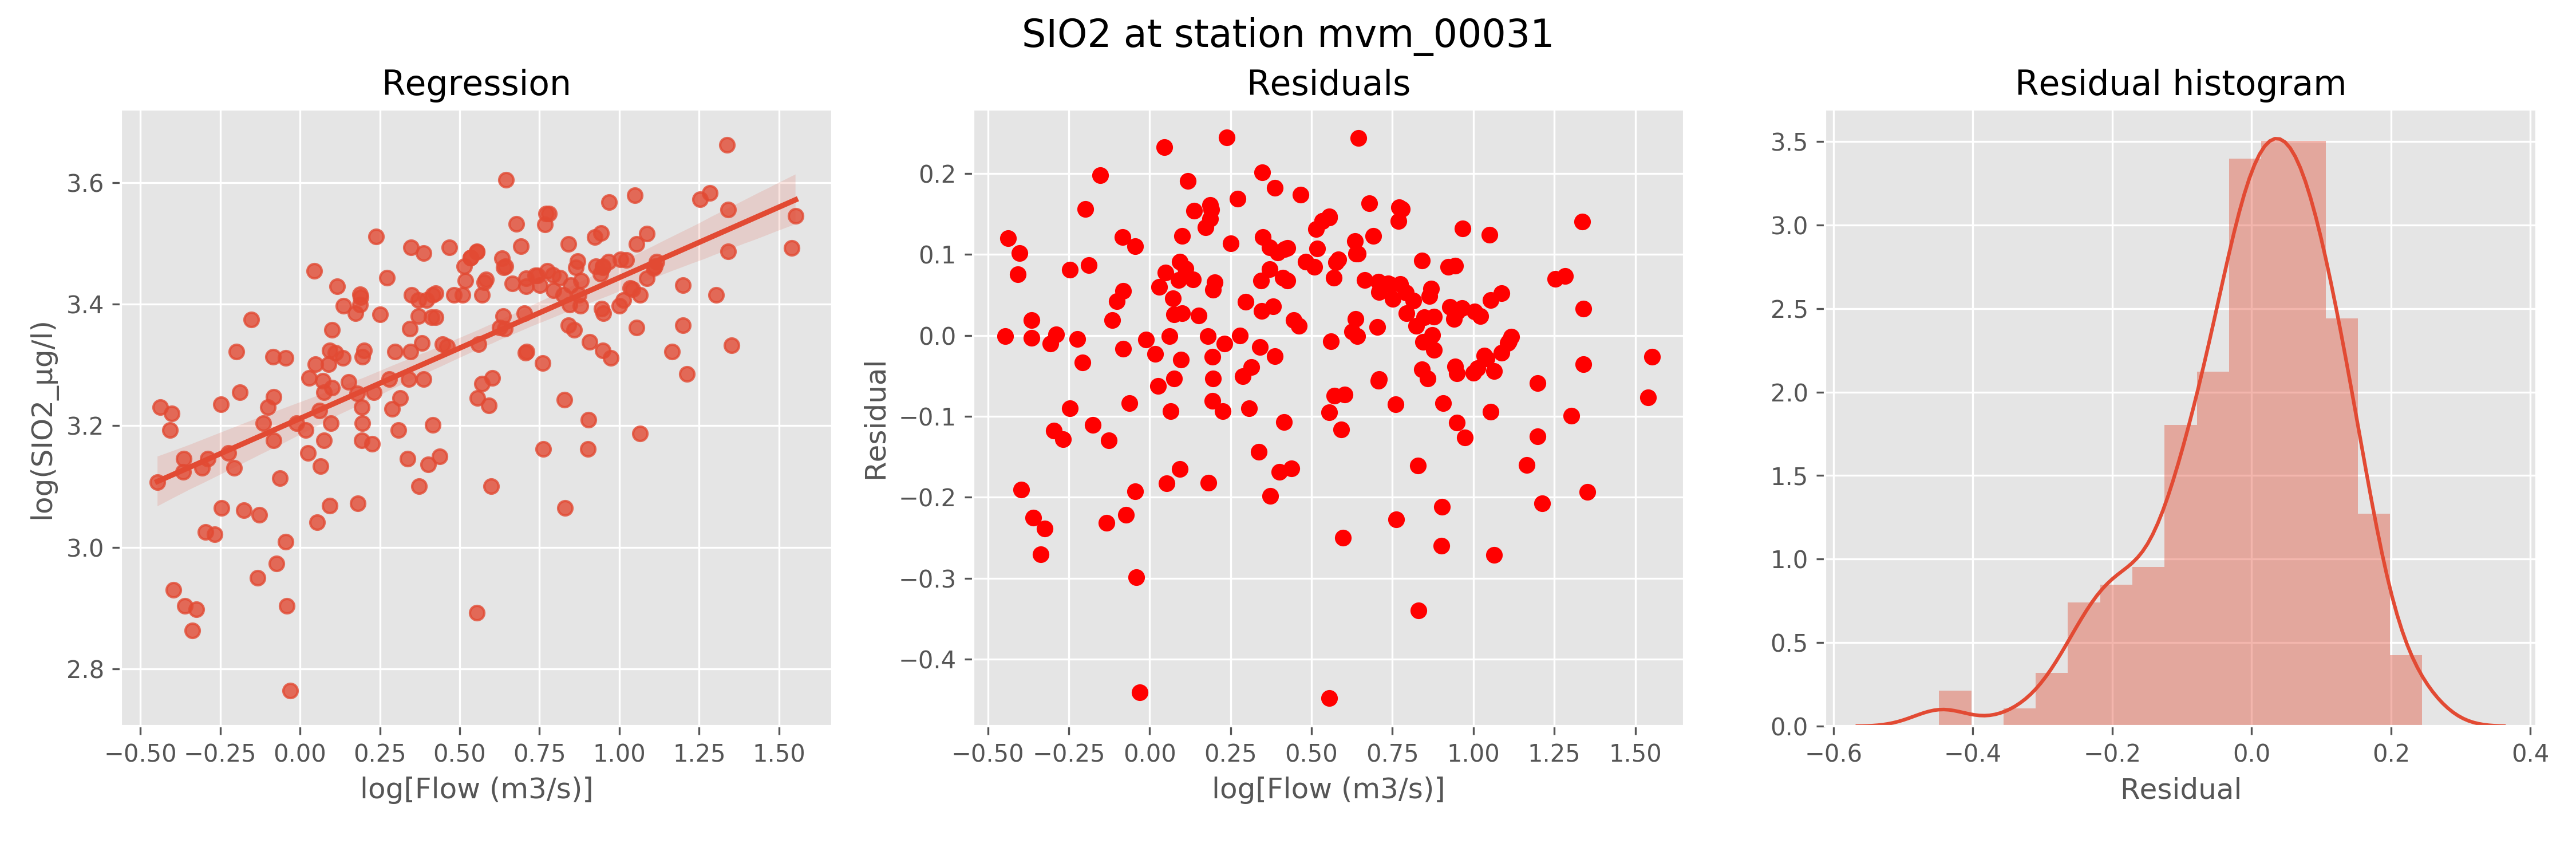 SIO2 at station mvm_00031
Regression
3.6
3.4
3.2
3.0
2.8
log(SIO2_µg/l)
−0.50 −0.25 0.00 0.25 0.50 0.75 1.00 1.25 1.50
log[Flow (m3/s)]
Residuals
0.2
0.1
0.0
−0.1
−0.2
−0.3
−0.4
Residual
−0.50 −0.25 0.00 0.25 0.50 0.75 1.00 1.25 1.50
log[Flow (m3/s)]
Residual histogram
3.5
3.0
2.5
2.0
1.5
1.0
0.5
0.0
−0.6 −0.4 −0.2 0.0 0.2 0.4
Residual